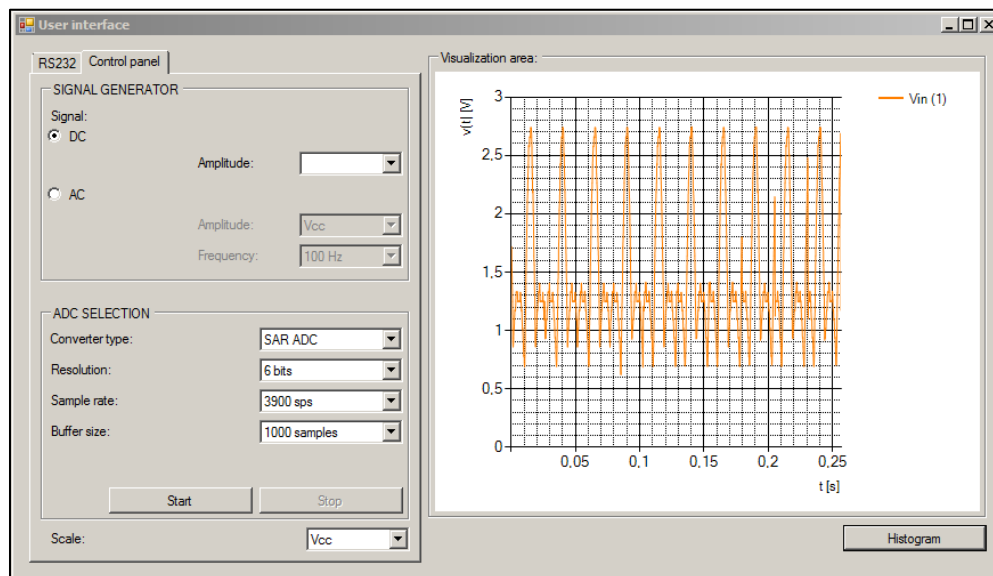 User interface
RS232 Control panel
SIGNAL GENERATOR
Signal:
DC
Amplitude:
AC
Amplitude: Vcc
Frequency: 100 Hz
ADC SELECTION
Converter type: SAR ADC
Resolution: 6 bits
Sample rate: 3900 sps
Buffer size: 1000 samples
Start Stop
Scale: Vcc
Visualization area:
v(t) [V]
3
2,5
2
1,5
1
0,5
0
0,05 0,1 0,15 0,2 0,25
t [s]
Vin (1)
Histogram